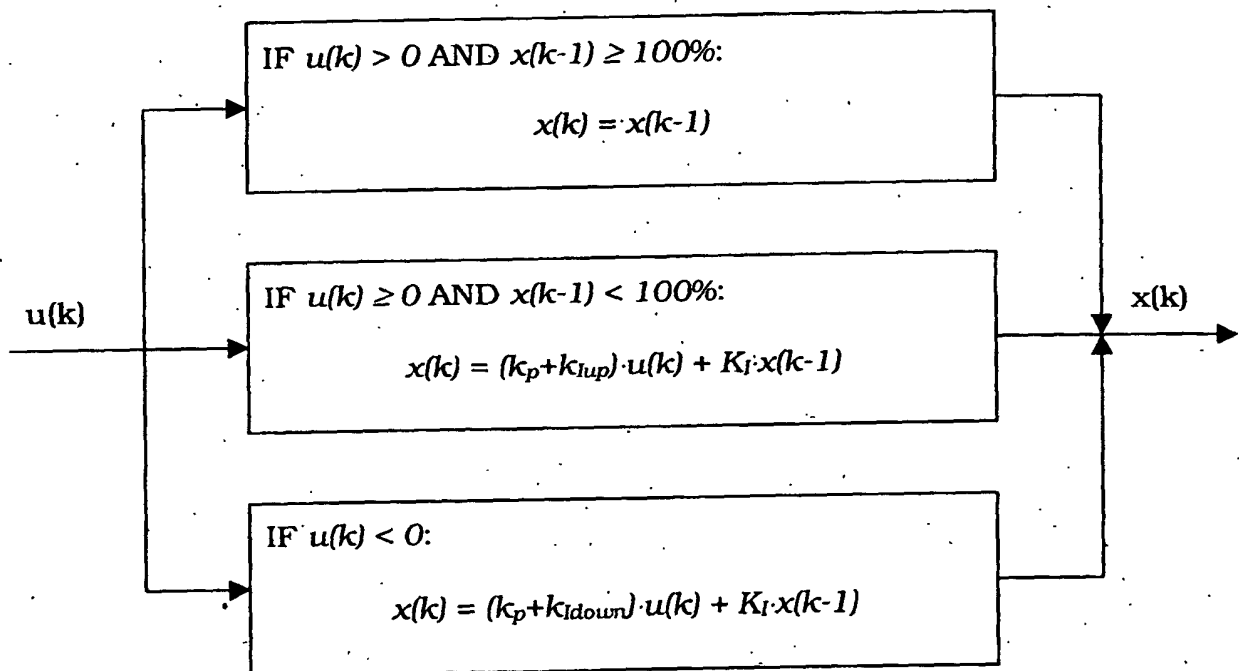 IF u(k) > 0 AND x(k-1) ≥ 100%:
x(k) = x(k-1)
u(k)
IF u(k) ≥ 0 AND x(k-1) < 100%:
x(k) = (kp+kIup)·u(k) + KI·x(k-1)
x(k)
IF u(k) < 0:
x(k) = (kp+kIdown)·u(k) + KI·x(k-1)